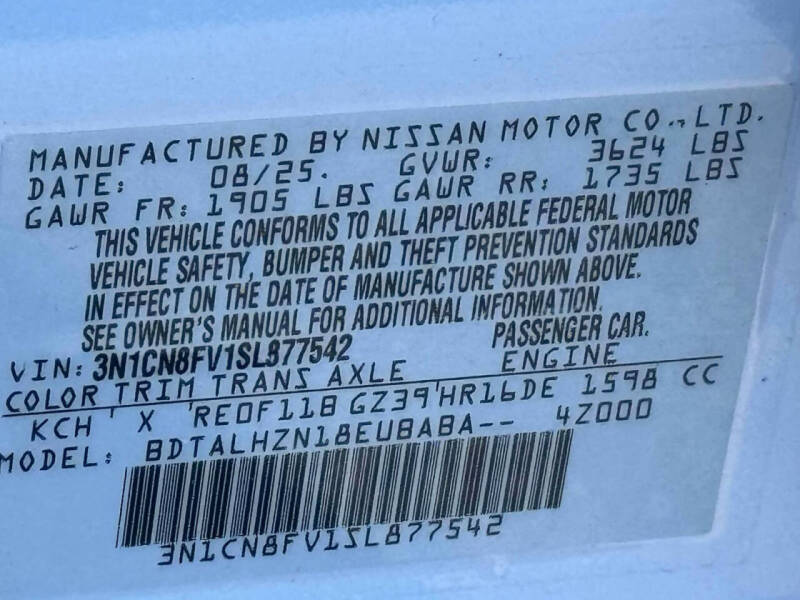 MANUFACTURED BY NISSAN MOTOR CO.,LTD.
DATE: 08/25. GVWR: 3624 LBS
GAWR FR: 1905 LBS GAWR RR: 1735 LBS
THIS VEHICLE CONFORMS TO ALL APPLICABLE FEDERAL MOTOR
VEHICLE SAFETY, BUMPER AND THEFT PREVENTION STANDARDS
IN EFFECT ON THE DATE OF MANUFACTURE SHOWN ABOVE.
SEE OWNER'S MANUAL FOR ADDITIONAL INFORMATION.
VIN: 3N1CN8FV1SL877542 PASSENGER CAR.
COLOR TRIM TRANS AXLE ENGINE
KCH X RE0F11B GZ39 HR16DE 1598 CC
MODEL: BDTALHZN18EUBABA-- 4Z000
3N1CN8FV1SL877542